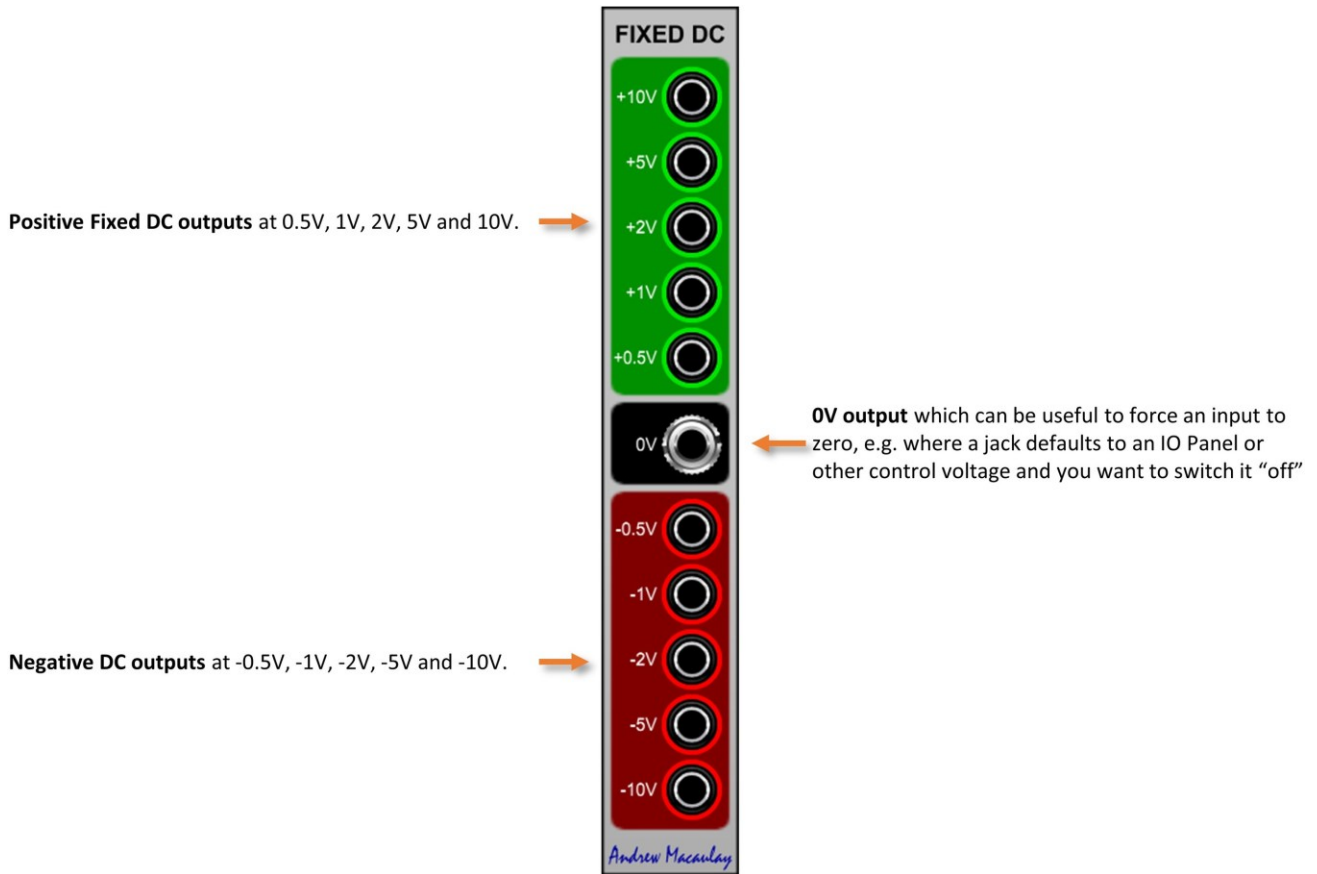 FIXED DC
+10V
+5V
Positive Fixed DC outputs at 0.5V, 1V, 2V, 5V and 10V.
+2V
+1V
+0.5V
0V
0V output which can be useful to force an input to
zero, e.g. where a jack defaults to an IO Panel or
other control voltage and you want to switch it “off”
-0.5V
-1V
Negative DC outputs at -0.5V, -1V, -2V, -5V and -10V.
-2V
-5V
-10V
Andrew Macaulay